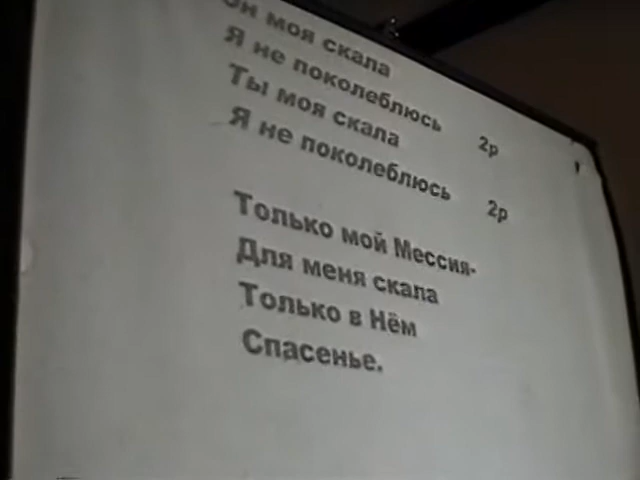 Он моя скала
Я не поколеблюсь 2р
Ты моя скала
Я не поколеблюсь 2р
Только мой Мессия-
Для меня скала
Только в Нём
Спасенье.